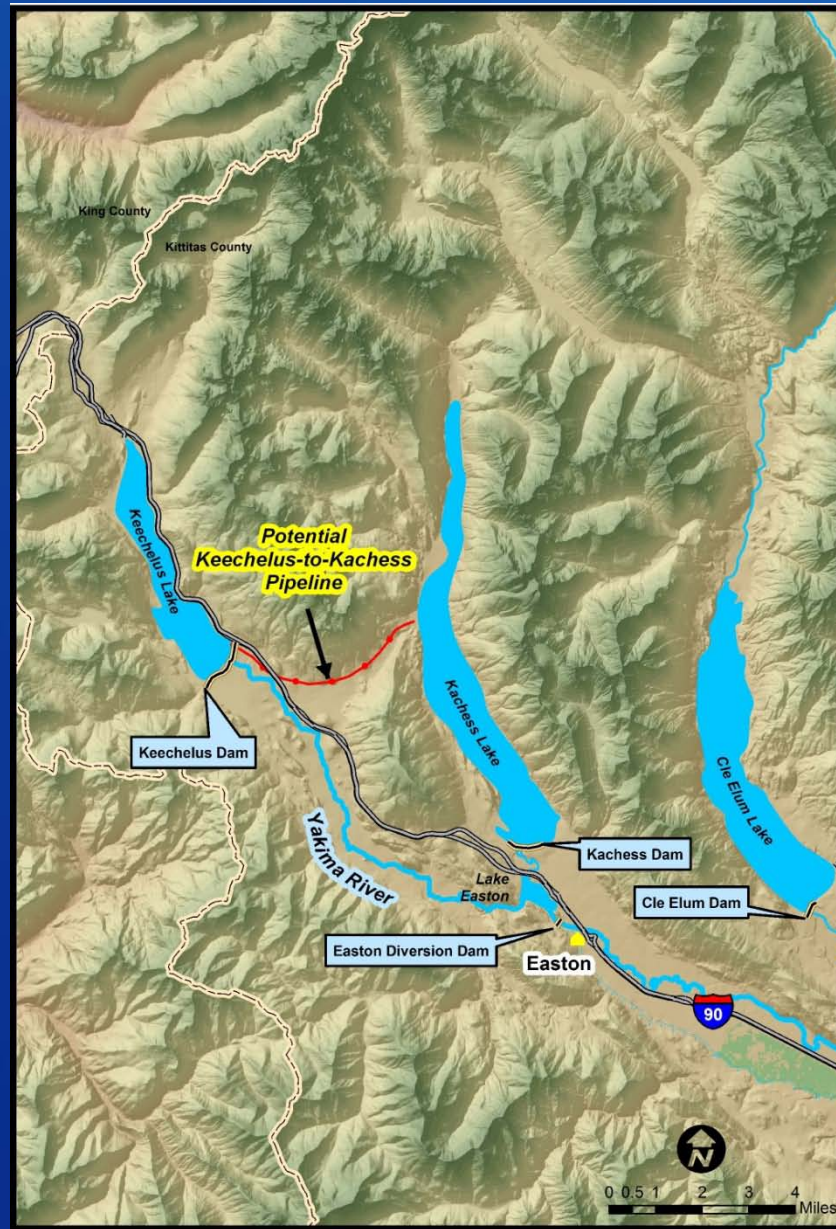 King County
Kittitas County
Keechelus Lake
Potential
Keechelus-to-Kachess
Pipeline
Kachess Lake
Cle Elum Lake
Keechelus Dam
Yakima River
Kachess Dam
Lake
Easton
Cle Elum Dam
Easton Diversion Dam
Easton
90
N
0 0.5 1 2 3 4
Miles